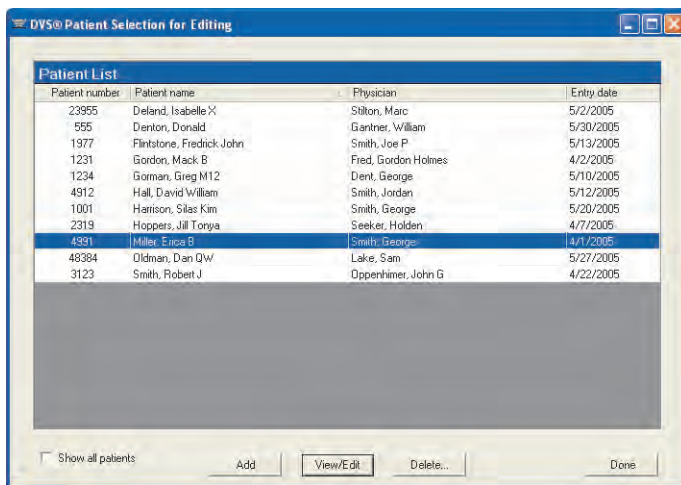 DVS® Patient Selection for Editing
Patient List
Patient number Patient name Physician Entry date
23955 Deland, Isabelle X Stilton, Marc 5/2/2005
555 Denton, Donald Gantner, William 5/30/2005
1977 Flintstone, Fredrick John Smith, Joe P 5/13/2005
1231 Gordon, Mack B Fred, Gordon Holmes 4/2/2005
1234 Gorman, Greg M12 Dent, George 5/10/2005
4912 Hall, David William Smith, Jordan 5/12/2005
1001 Harrison, Silas Kim Smith, George 5/20/2005
2319 Hoppers, Jill Tonya Seeker, Holden 4/7/2005
4991 Miller, Erica B Smith, George 4/1/2005
48384 Oldman, Dan QW Lake, Sam 5/27/2005
3123 Smith, Robert J Oppenhimer, John G 4/22/2005
Show all patients Add View/Edit Delete... Done